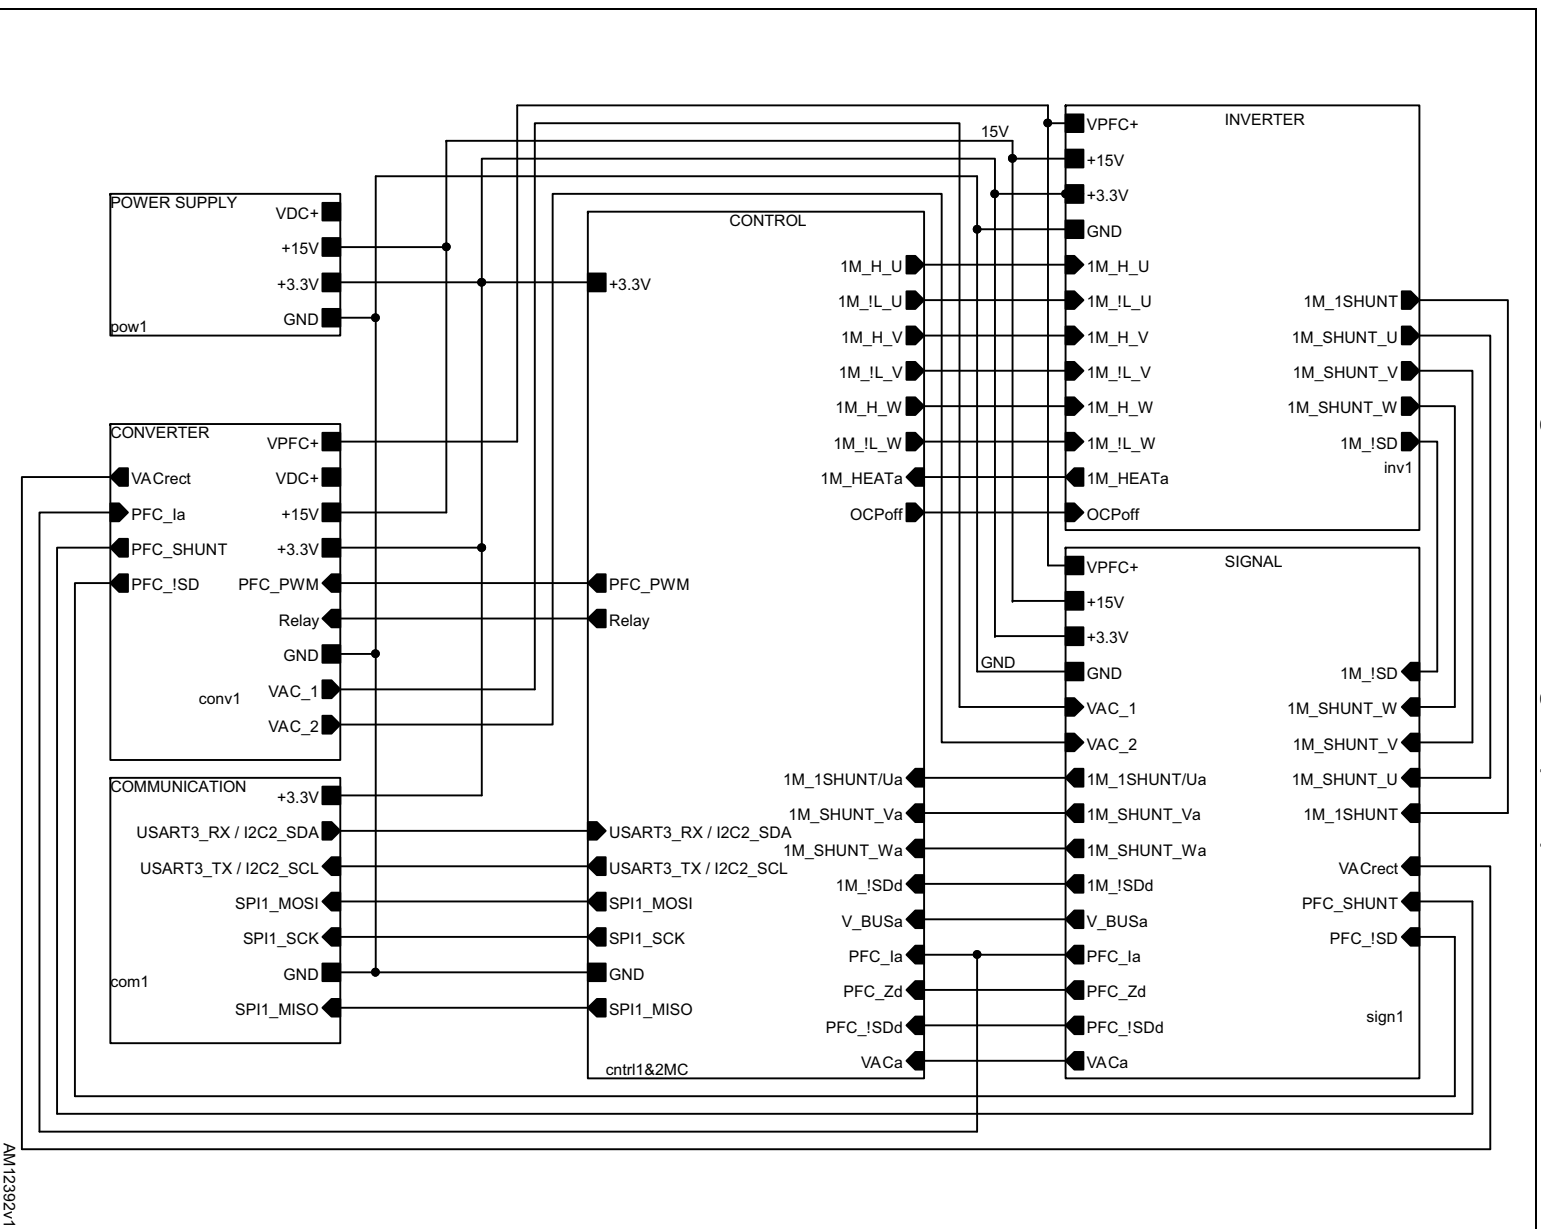 POWER SUPPLY
VDC+
+15V
+3.3V
GND
pow1
CONVERTER
VPFC+
VACrect
VDC+
PFC_Ia
+15V
PFC_SHUNT
+3.3V
PFC_!SD
PFC_PWM
Relay
GND
conv1
VAC_1
VAC_2
COMMUNICATION
+3.3V
USART3_RX / I2C2_SDA
USART3_TX / I2C2_SCL
SPI1_MOSI
SPI1_SCK
GND
com1
SPI1_MISO
CONTROL
+3.3V
1M_H_U
1M_!L_U
1M_H_V
1M_!L_V
1M_H_W
1M_!L_W
1M_HEATa
OCPoff
PFC_PWM
Relay
1M_1SHUNT/Ua
1M_SHUNT_Va
USART3_RX / I2C2_SDA
1M_SHUNT_Wa
USART3_TX / I2C2_SCL
1M_!SDd
SPI1_MOSI
V_BUSa
SPI1_SCK
PFC_Ia
GND
PFC_Zd
SPI1_MISO
PFC_!SDd
VACa
cntrl1&2MC
15V
INVERTER
VPFC+
+15V
+3.3V
GND
1M_H_U
1M_!L_U
1M_1SHUNT
1M_H_V
1M_SHUNT_U
1M_!L_V
1M_SHUNT_V
1M_H_W
1M_SHUNT_W
1M_!L_W
1M_!SD
inv1
1M_HEATa
OCPoff
SIGNAL
VPFC+
+15V
+3.3V
GND
GND
1M_!SD
VAC_1
1M_SHUNT_W
VAC_2
1M_SHUNT_V
1M_1SHUNT/Ua
1M_SHUNT_U
1M_SHUNT_Va
1M_1SHUNT
1M_SHUNT_Wa
VACrect
1M_!SDd
PFC_SHUNT
V_BUSa
PFC_!SD
PFC_Ia
PFC_Zd
sign1
PFC_!SDd
VACa
AM12392v1